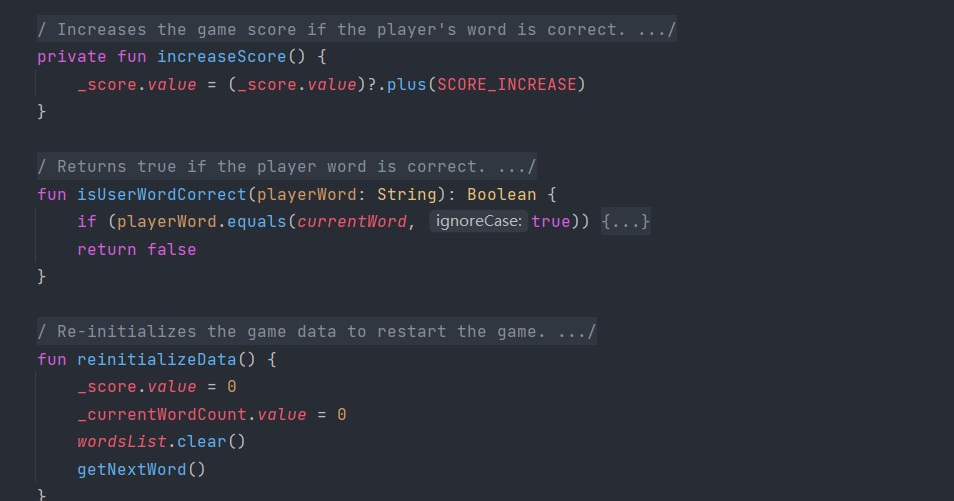 / Increases the game score if the player's word is correct. .../
private fun increaseScore() {
    _score.value = (_score.value)?.plus(SCORE_INCREASE)
}
/ Returns true if the player word is correct. .../
fun isUserWordCorrect(playerWord: String): Boolean {
    if (playerWord.equals(currentWord, ignoreCase: true)) {...}
    return false
}
/ Re-initializes the game data to restart the game. .../
fun reinitializeData() {
    _score.value = 0
    _currentWordCount.value = 0
    wordsList.clear()
    getNextWord()
}